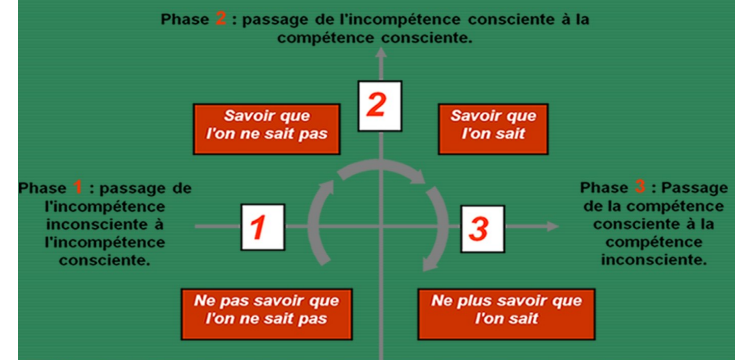 Phase 2 : passage de l'incompétence consciente à la
compétence consciente.
2
Savoir que
l'on ne sait pas
Savoir que
l'on sait
Phase 1 : passage de
l'incompétence
inconsciente à
l'incompétence
consciente.
1
3
Phase 3 : Passage
de la compétence
consciente à la
compétence
inconsciente.
Ne pas savoir que
l'on ne sait pas
Ne plus savoir que
l'on sait